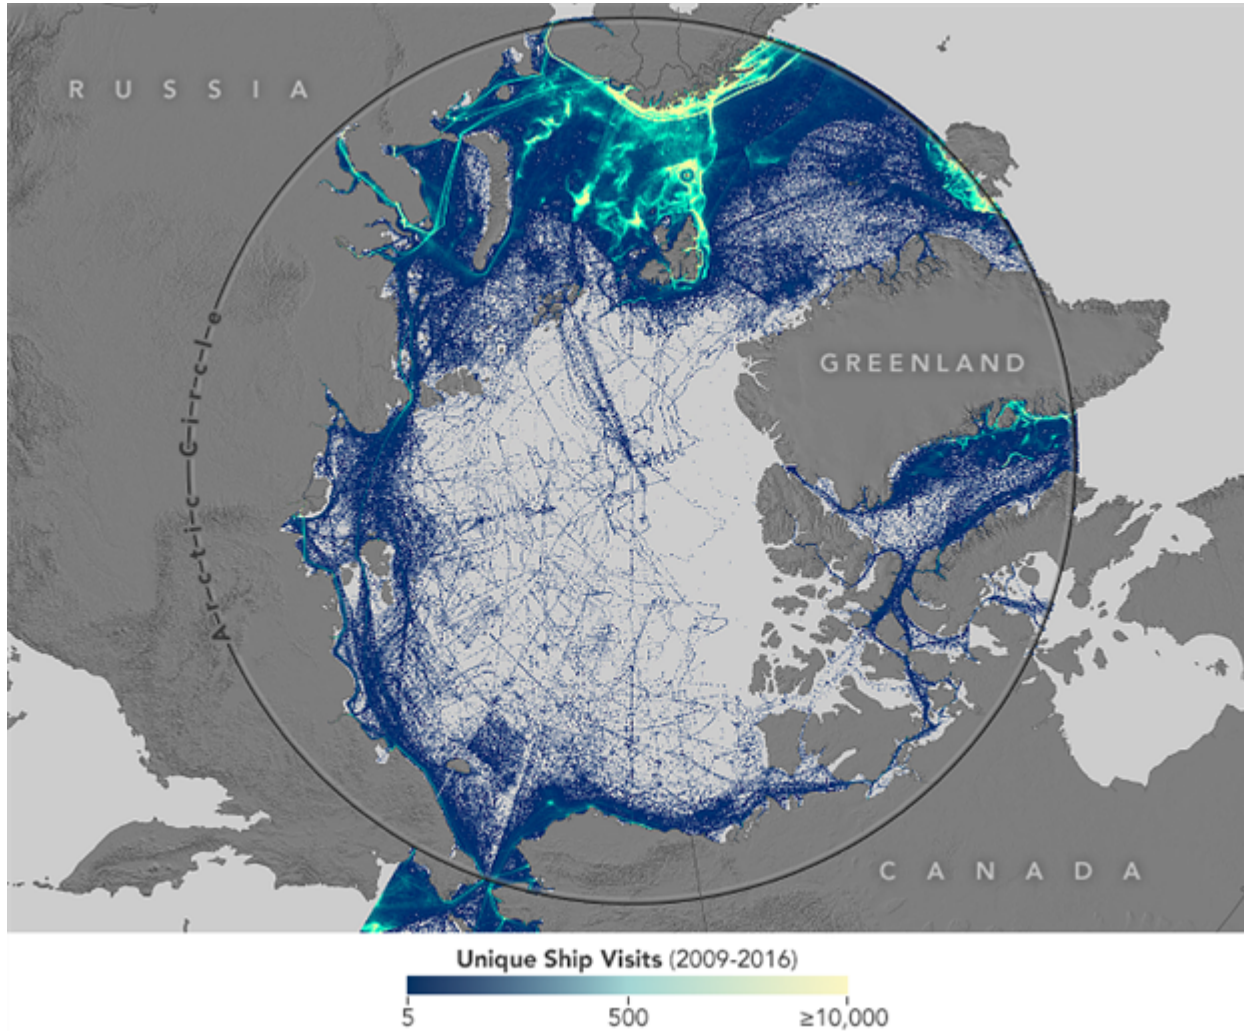 RUSSIA
GREENLAND
Arctic Circle
CANADA
Unique Ship Visits (2009-2016)
5 500 ≥10,000